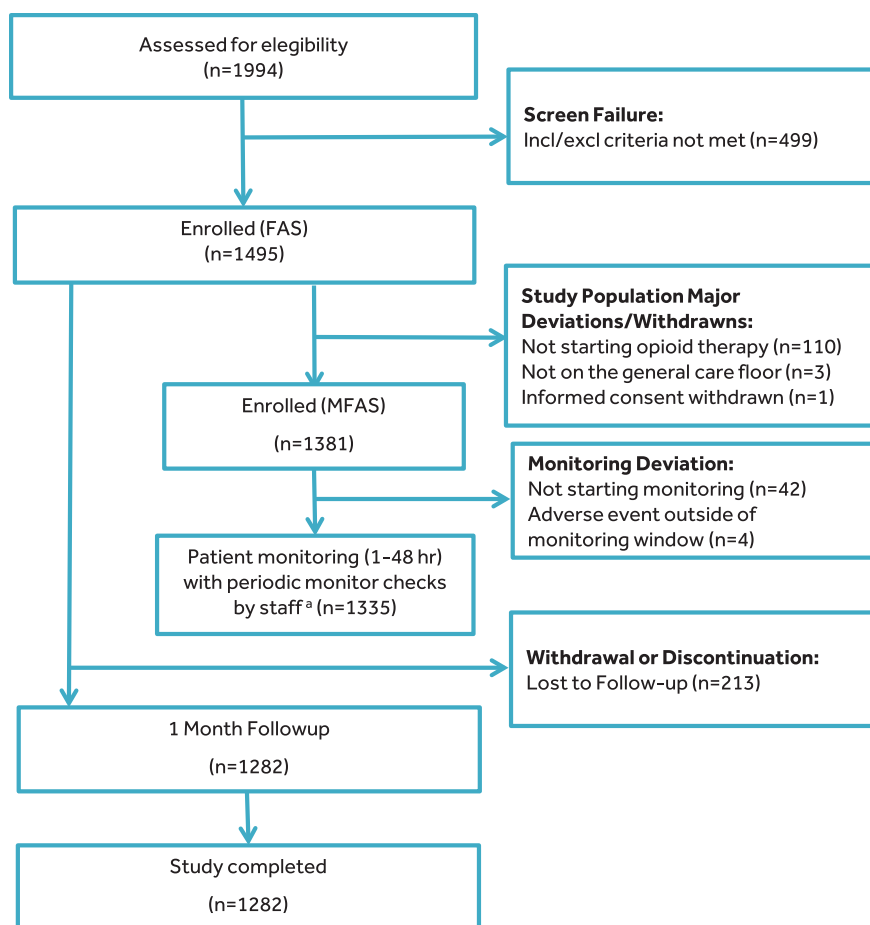 Assessed for elegibility
(n=1994)
Screen Failure:
Incl/excl criteria not met (n=499)
Enrolled (FAS)
(n=1495)
Study Population Major
Deviations/Withdrawns:
Not starting opioid therapy (n=110)
Not on the general care floor (n=3)
Informed consent withdrawn (n=1)
Enrolled (MFAS)
(n=1381)
Monitoring Deviation:
Not starting monitoring (n=42)
Adverse event outside of
monitoring window (n=4)
Patient monitoring (1–48 hr)
with periodic monitor checks
by staff a (n=1335)
Withdrawal or Discontinuation:
Lost to Follow-up (n=213)
1 Month Followup
(n=1282)
Study completed
(n=1282)